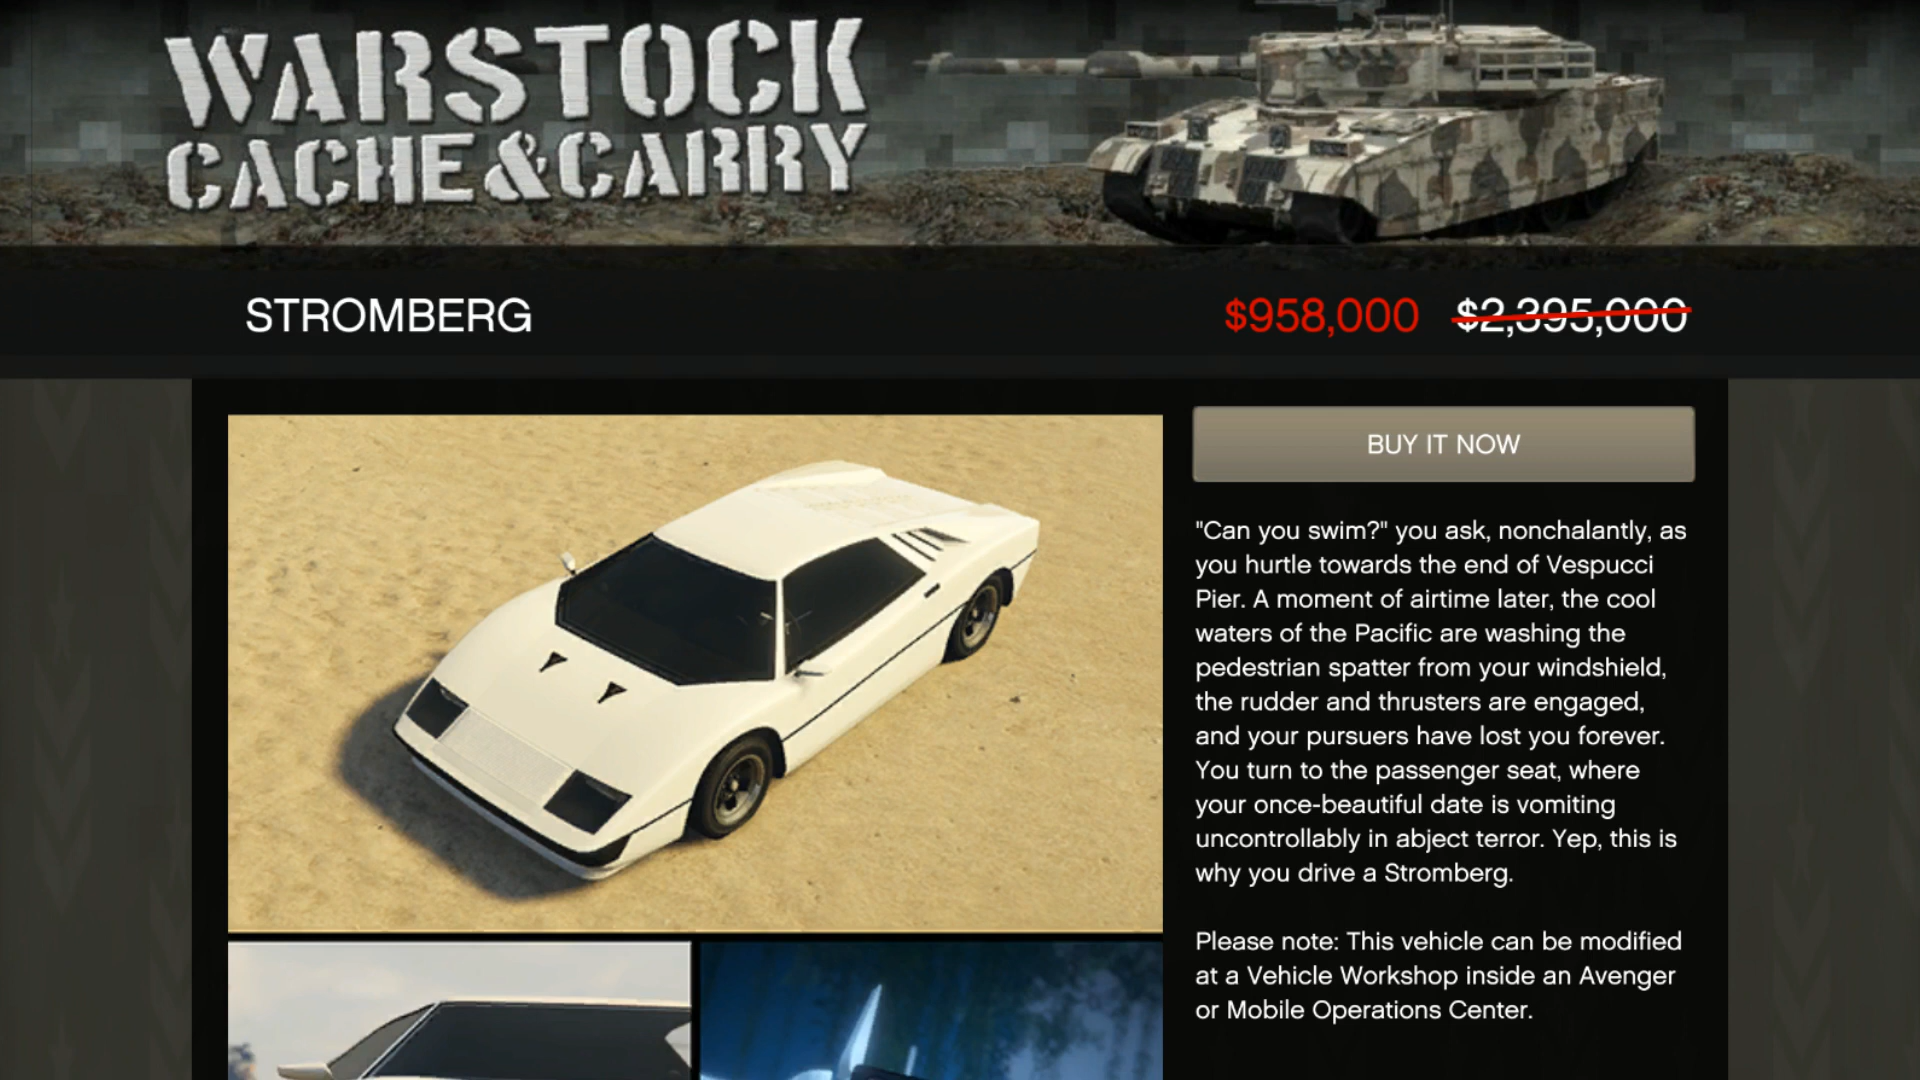 WARSTOCK
CACHE & CARRY
STROMBERG
$958,000 $2,395,000
BUY IT NOW
"Can you swim?" you ask, nonchalantly, as
you hurtle towards the end of Vespucci
Pier. A moment of airtime later, the cool
waters of the Pacific are washing the
pedestrian spatter from your windshield,
the rudder and thrusters are engaged,
and your pursuers have lost you forever.
You turn to the passenger seat, where
your once-beautiful date is vomiting
uncontrollably in abject terror. Yep, this is
why you drive a Stromberg.
Please note: This vehicle can be modified
at a Vehicle Workshop inside an Avenger
or Mobile Operations Center.